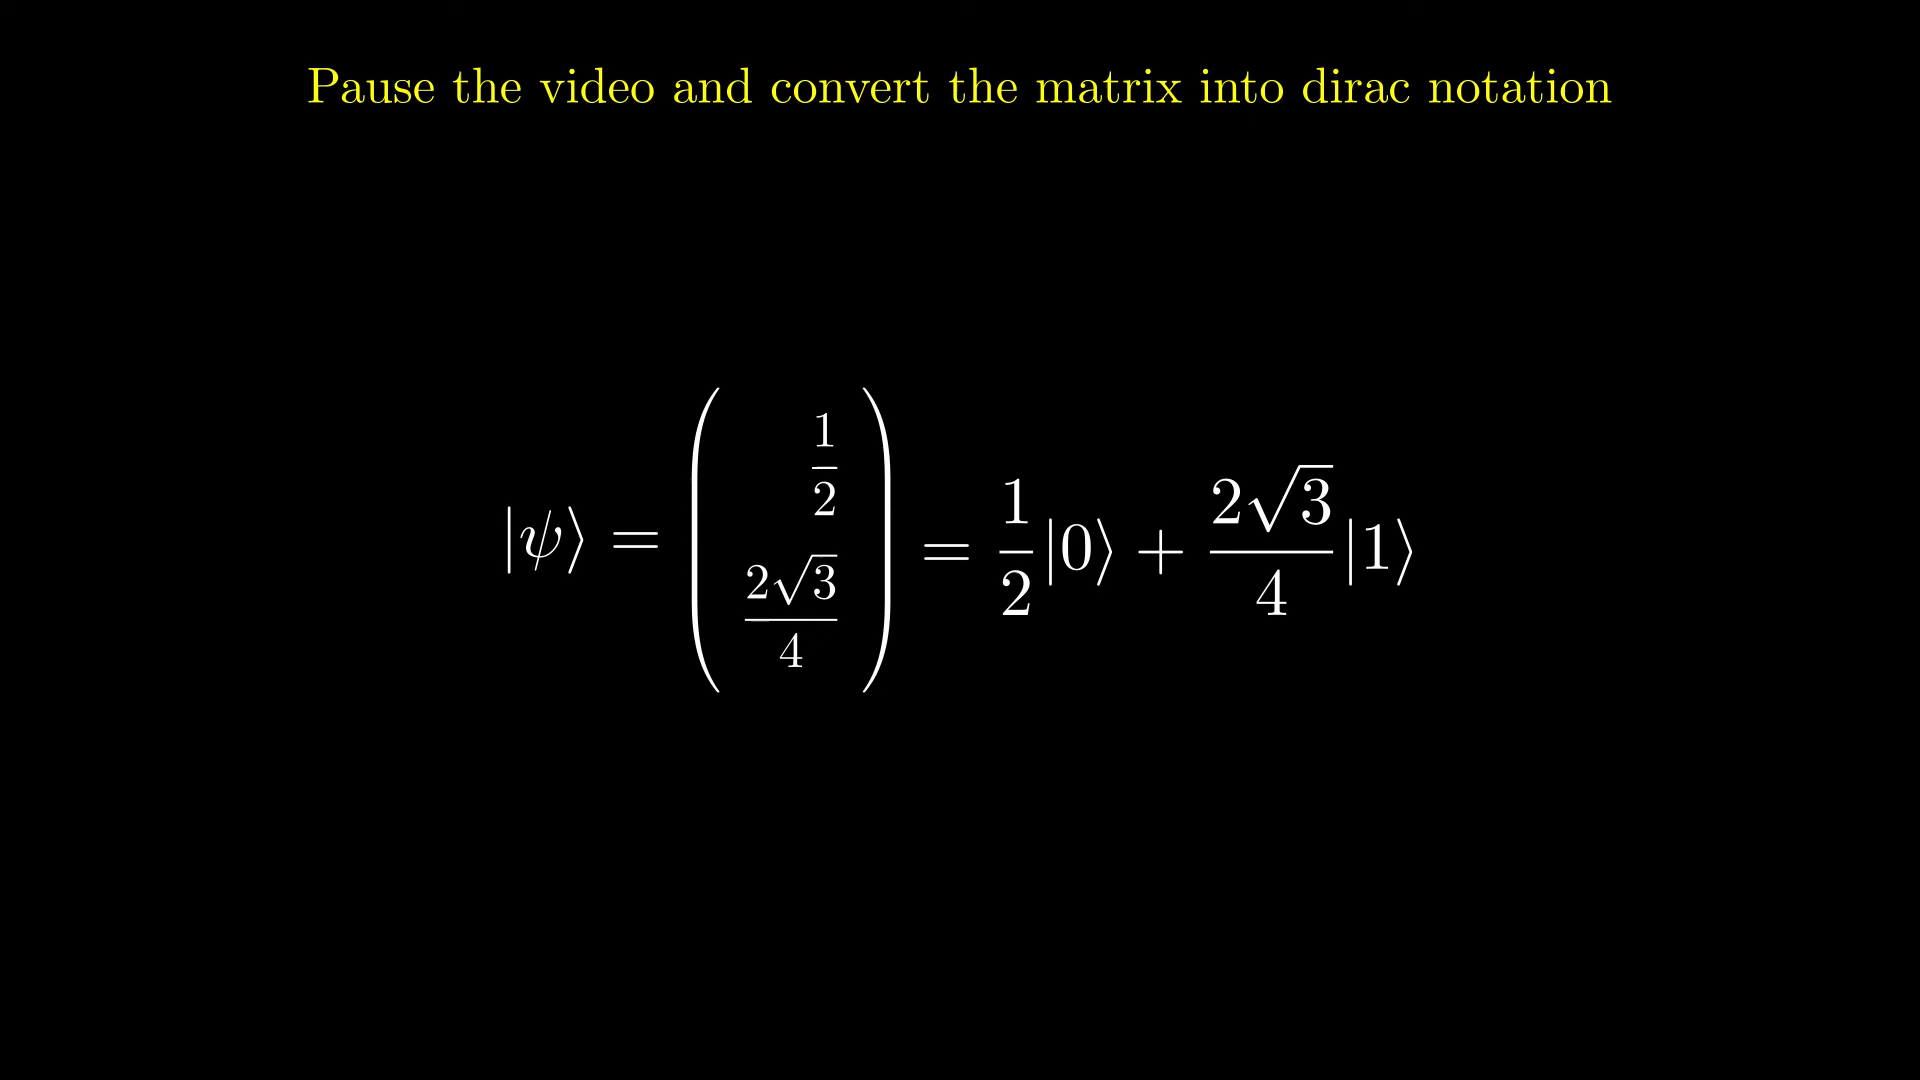 Pause the video and convert the matrix into dirac notation
|ψ⟩ = ( 1/2 2√3/4 ) = 1/2 |0⟩ + 2√3/4 |1⟩